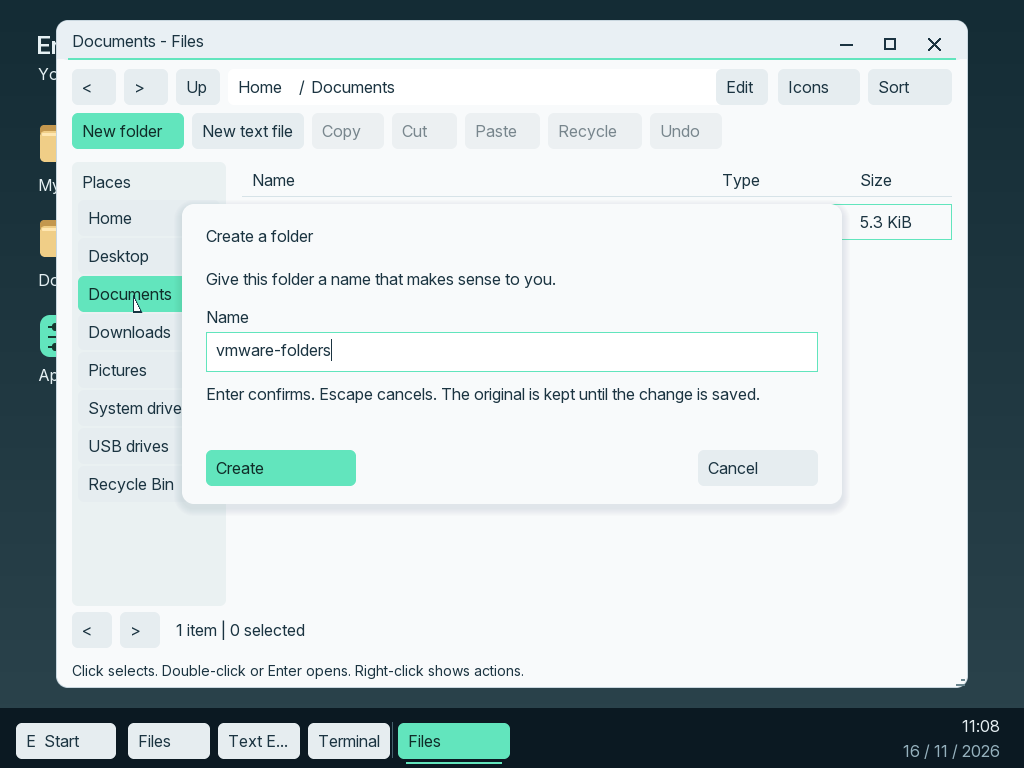 Documents - Files
< > Up Home / Documents Edit Icons Sort
New folder New text file Copy Cut Paste Recycle Undo
Places
Name Type Size
Home
5.3 KiB
Desktop
Documents
Downloads
Pictures
System drive
USB drives
Recycle Bin
Create a folder
Give this folder a name that makes sense to you.
Name
vmware-folders
Enter confirms. Escape cancels. The original is kept until the change is saved.
Create Cancel
< > 1 item | 0 selected
Click selects. Double-click or Enter opens. Right-click shows actions.
E Start Files Text E... Terminal Files
11:08
16 / 11 / 2026